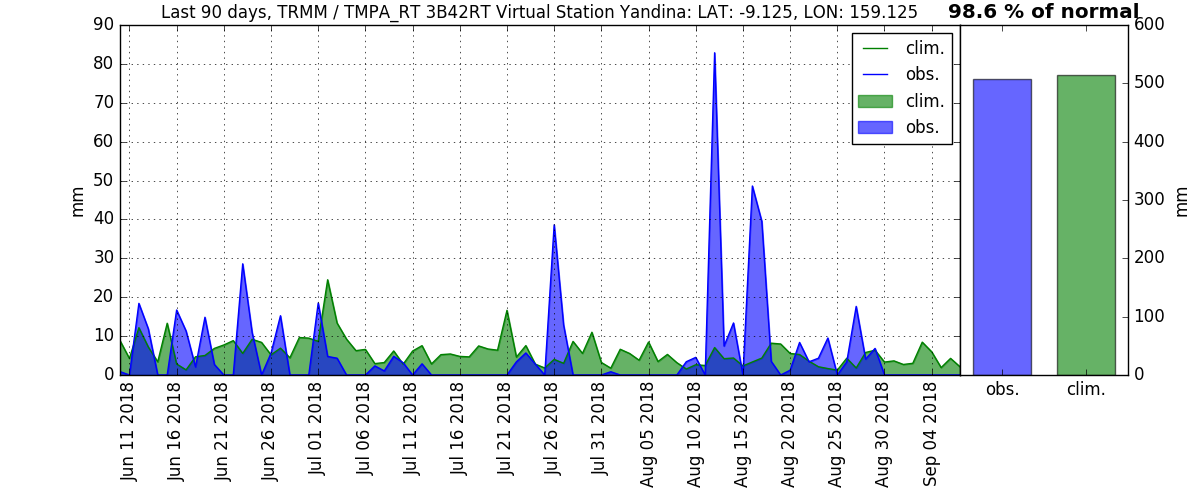 Last 90 days, TRMM / TMPA_RT 3B42RT Virtual Station Yandina: LAT: -9.125, LON: 159.125
98.6 % of normal
90
80
70
60
50
40
30
20
10
0
mm
clim.
obs.
clim.
obs.
600
500
400
300
200
100
0
mm
Jun 11 2018
Jun 16 2018
Jun 21 2018
Jun 26 2018
Jul 01 2018
Jul 06 2018
Jul 11 2018
Jul 16 2018
Jul 21 2018
Jul 26 2018
Jul 31 2018
Aug 05 2018
Aug 10 2018
Aug 15 2018
Aug 20 2018
Aug 25 2018
Aug 30 2018
Sep 04 2018
obs.
clim.